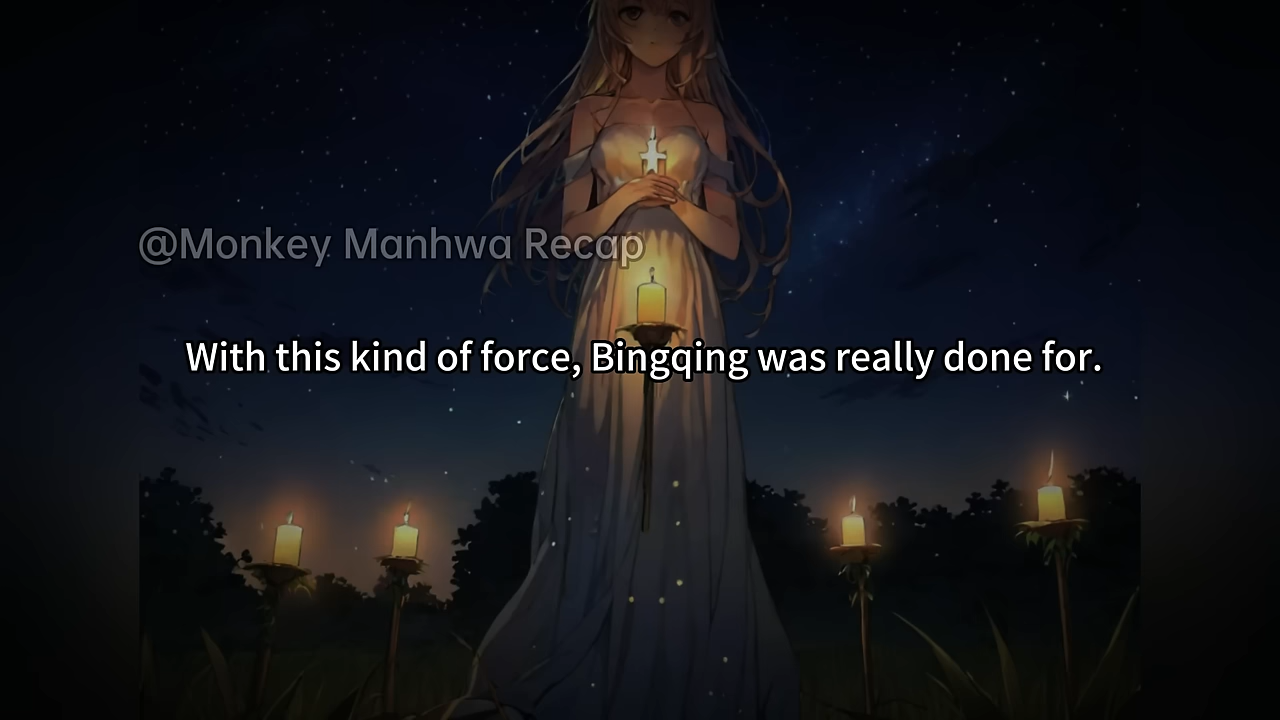 @Monkey Manhwa Recap
With this kind of force, Bingqing was really done for.